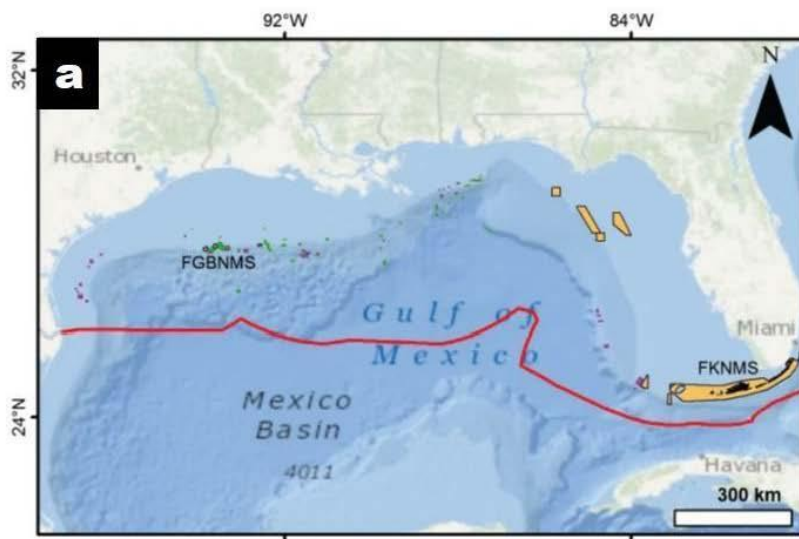 92°W
84°W
32°N
a
N
Houston
FGBNMS
Gulf of
Mexico
Miami
FKNMS
24°N
Mexico
Basin
4011
Havana
300 km